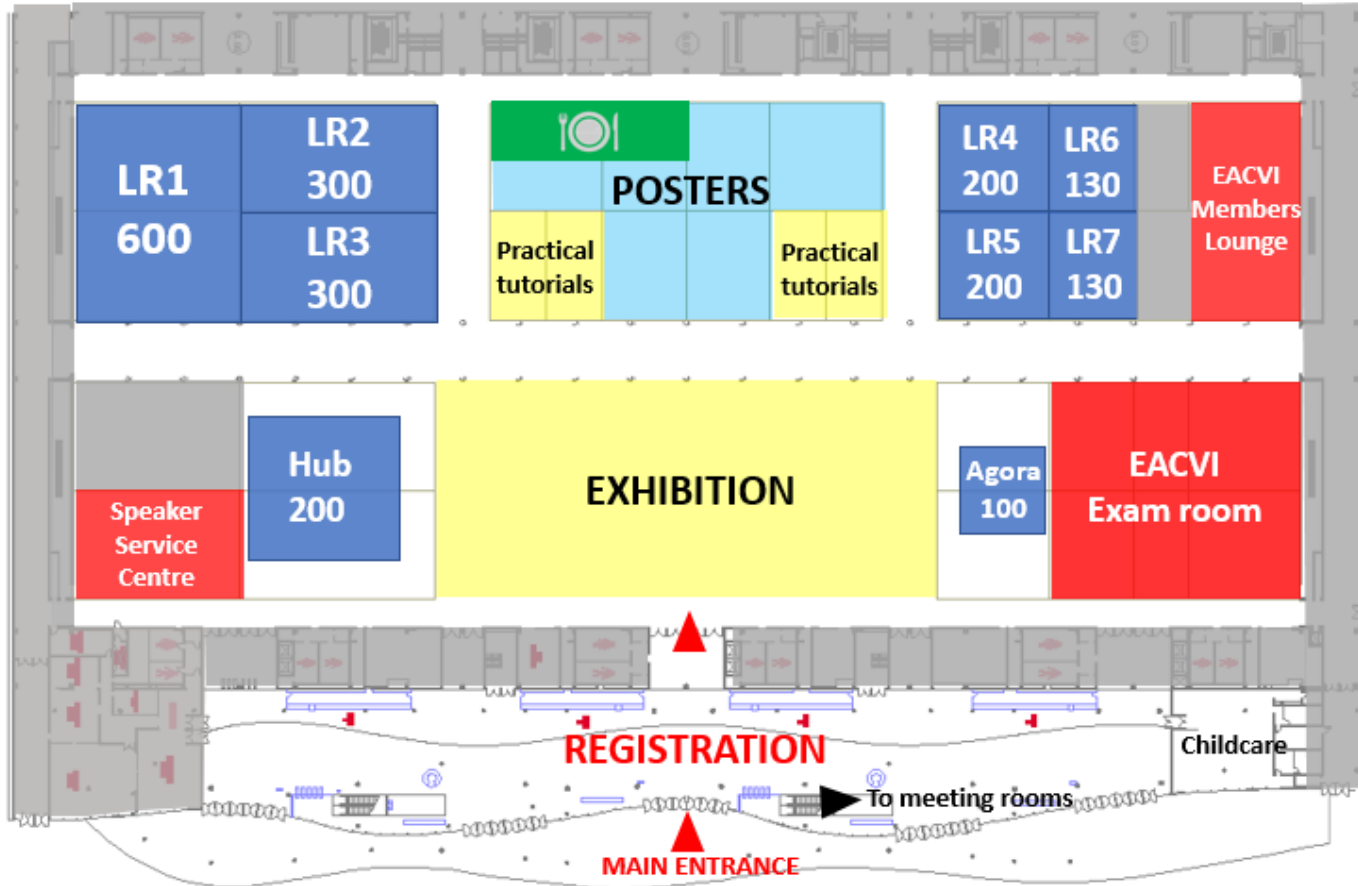 LR1
600
LR2
300
LR3
300
POSTERS
Practical
tutorials
Practical
tutorials
LR4
200
LR6
130
LR5
200
LR7
130
EACVI
Members
Lounge
Speaker
Service
Centre
Hub
200
EXHIBITION
Agora
100
EACVI
Exam room
REGISTRATION
Childcare
To meeting rooms
MAIN ENTRANCE